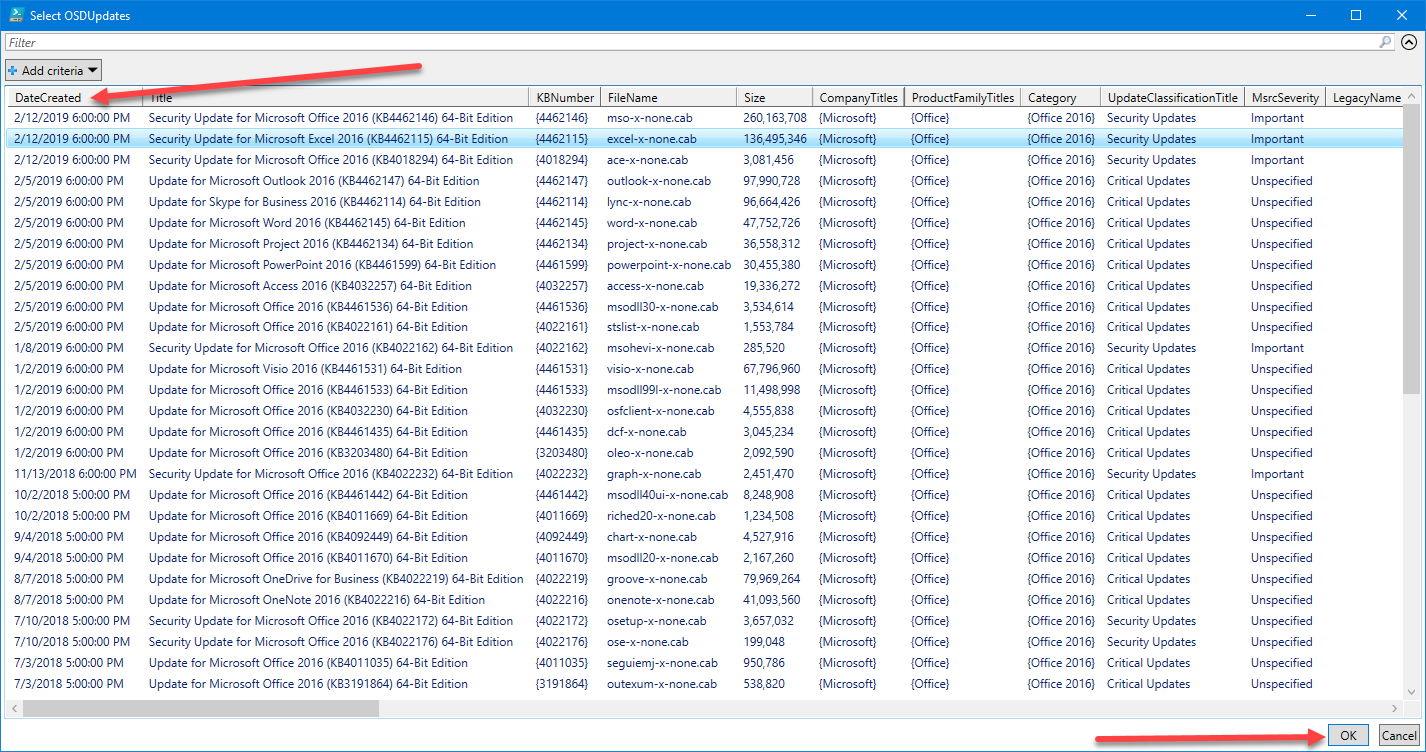 Select OSDUpdates
Filter
Add criteria
DateCreated Title KBNumber FileName Size CompanyTitles ProductFamilyTitles Category UpdateClassificationTitle MsrcSeverity LegacyName
2/12/2019 6:00:00 PM Security Update for Microsoft Office 2016 (KB4462146) 64-Bit Edition {4462146} mso-x-none.cab 260,163,708 {Microsoft} {Office} {Office 2016} Security Updates Important
2/12/2019 6:00:00 PM Security Update for Microsoft Excel 2016 (KB4462115) 64-Bit Edition {4462115} excel-x-none.cab 136,495,346 {Microsoft} {Office} {Office 2016} Security Updates Important
2/12/2019 6:00:00 PM Security Update for Microsoft Office 2016 (KB4018294) 64-Bit Edition {4018294} ace-x-none.cab 3,081,456 {Microsoft} {Office} {Office 2016} Security Updates Important
2/5/2019 6:00:00 PM Update for Microsoft Outlook 2016 (KB4462147) 64-Bit Edition {4462147} outlook-x-none.cab 97,990,728 {Microsoft} {Office} {Office 2016} Critical Updates Unspecified
2/5/2019 6:00:00 PM Update for Skype for Business 2016 (KB4462114) 64-Bit Edition {4462114} lync-x-none.cab 96,664,426 {Microsoft} {Office} {Office 2016} Critical Updates Unspecified
2/5/2019 6:00:00 PM Update for Microsoft Word 2016 (KB4462145) 64-Bit Edition {4462145} word-x-none.cab 47,752,726 {Microsoft} {Office} {Office 2016} Critical Updates Unspecified
2/5/2019 6:00:00 PM Update for Microsoft Project 2016 (KB4462134) 64-Bit Edition {4462134} project-x-none.cab 36,558,312 {Microsoft} {Office} {Office 2016} Critical Updates Unspecified
2/5/2019 6:00:00 PM Update for Microsoft PowerPoint 2016 (KB4461599) 64-Bit Edition {4461599} powerpoint-x-none.cab 30,455,380 {Microsoft} {Office} {Office 2016} Critical Updates Unspecified
2/5/2019 6:00:00 PM Update for Microsoft Access 2016 (KB4032257) 64-Bit Edition {4032257} access-x-none.cab 19,336,272 {Microsoft} {Office} {Office 2016} Critical Updates Unspecified
2/5/2019 6:00:00 PM Update for Microsoft Office 2016 (KB4461536) 64-Bit Edition {4461536} msodll30-x-none.cab 3,534,614 {Microsoft} {Office} {Office 2016} Critical Updates Unspecified
2/5/2019 6:00:00 PM Update for Microsoft Office 2016 (KB4022161) 64-Bit Edition {4022161} stslist-x-none.cab 1,553,784 {Microsoft} {Office} {Office 2016} Critical Updates Unspecified
1/8/2019 6:00:00 PM Security Update for Microsoft Office 2016 (KB4022162) 64-Bit Edition {4022162} msohevi-x-none.cab 285,520 {Microsoft} {Office} {Office 2016} Security Updates Important
1/2/2019 6:00:00 PM Update for Microsoft Visio 2016 (KB4461531) 64-Bit Edition {4461531} visio-x-none.cab 67,796,960 {Microsoft} {Office} {Office 2016} Critical Updates Unspecified
1/2/2019 6:00:00 PM Update for Microsoft Office 2016 (KB4461533) 64-Bit Edition {4461533} msodll99l-x-none.cab 11,498,998 {Microsoft} {Office} {Office 2016} Critical Updates Unspecified
1/2/2019 6:00:00 PM Update for Microsoft Office 2016 (KB4032230) 64-Bit Edition {4032230} osfclient-x-none.cab 4,555,838 {Microsoft} {Office} {Office 2016} Critical Updates Unspecified
1/2/2019 6:00:00 PM Update for Microsoft Office 2016 (KB4461435) 64-Bit Edition {4461435} dcf-x-none.cab 3,045,234 {Microsoft} {Office} {Office 2016} Critical Updates Unspecified
1/2/2019 6:00:00 PM Update for Microsoft Office 2016 (KB3203480) 64-Bit Edition {3203480} oleo-x-none.cab 2,092,590 {Microsoft} {Office} {Office 2016} Critical Updates Unspecified
11/13/2018 6:00:00 PM Security Update for Microsoft Office 2016 (KB4022232) 64-Bit Edition {4022232} graph-x-none.cab 2,451,470 {Microsoft} {Office} {Office 2016} Security Updates Important
10/2/2018 5:00:00 PM Update for Microsoft Office 2016 (KB4461442) 64-Bit Edition {4461442} msodll40ui-x-none.cab 8,248,908 {Microsoft} {Office} {Office 2016} Critical Updates Unspecified
10/2/2018 5:00:00 PM Update for Microsoft Office 2016 (KB4011669) 64-Bit Edition {4011669} riched20-x-none.cab 1,234,508 {Microsoft} {Office} {Office 2016} Critical Updates Unspecified
9/4/2018 5:00:00 PM Update for Microsoft Office 2016 (KB4092449) 64-Bit Edition {4092449} chart-x-none.cab 4,527,916 {Microsoft} {Office} {Office 2016} Critical Updates Unspecified
9/4/2018 5:00:00 PM Update for Microsoft Office 2016 (KB4011670) 64-Bit Edition {4011670} msodll20-x-none.cab 2,167,260 {Microsoft} {Office} {Office 2016} Critical Updates Unspecified
8/7/2018 5:00:00 PM Update for Microsoft OneDrive for Business (KB4022219) 64-Bit Edition {4022219} groove-x-none.cab 79,969,264 {Microsoft} {Office} {Office 2016} Critical Updates Unspecified
8/7/2018 5:00:00 PM Update for Microsoft OneNote 2016 (KB4022216) 64-Bit Edition {4022216} onenote-x-none.cab 41,093,560 {Microsoft} {Office} {Office 2016} Critical Updates Unspecified
7/10/2018 5:00:00 PM Security Update for Microsoft Office 2016 (KB4022172) 64-Bit Edition {4022172} osetup-x-none.cab 3,657,032 {Microsoft} {Office} {Office 2016} Security Updates Unspecified
7/10/2018 5:00:00 PM Security Update for Microsoft Office 2016 (KB4022176) 64-Bit Edition {4022176} ose-x-none.cab 199,048 {Microsoft} {Office} {Office 2016} Security Updates Unspecified
7/3/2018 5:00:00 PM Update for Microsoft Office 2016 (KB4011035) 64-Bit Edition {4011035} seguiemj-x-none.cab 950,786 {Microsoft} {Office} {Office 2016} Critical Updates Unspecified
7/3/2018 5:00:00 PM Update for Microsoft Office 2016 (KB3191864) 64-Bit Edition {3191864} outexum-x-none.cab 538,820 {Microsoft} {Office} {Office 2016} Critical Updates Unspecified
OK Cancel